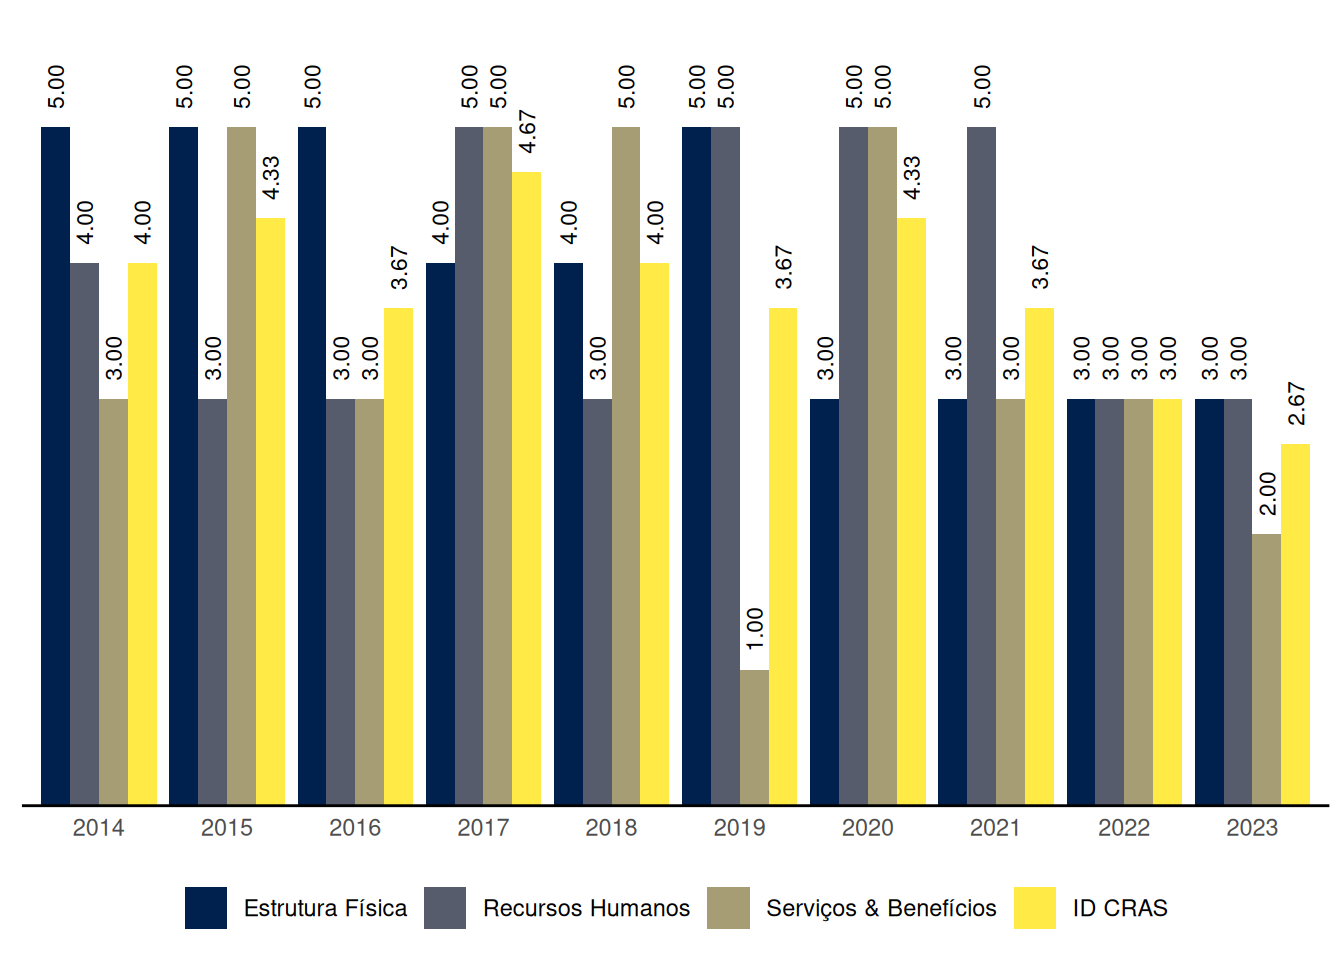 5.00 4.00 3.00 4.00
5.00 3.00 5.00 4.33
5.00 3.00 3.00 3.67
4.00 5.00 5.00 4.67
4.00 3.00 5.00 4.00
5.00 5.00 1.00 3.67
3.00 5.00 5.00 4.33
3.00 5.00 3.00 3.67
3.00 3.00 3.00 3.00
3.00 3.00 2.00 2.67
2014 2015 2016 2017 2018 2019 2020 2021 2022 2023
Estrutura Física Recursos Humanos Serviços & Benefícios ID CRAS